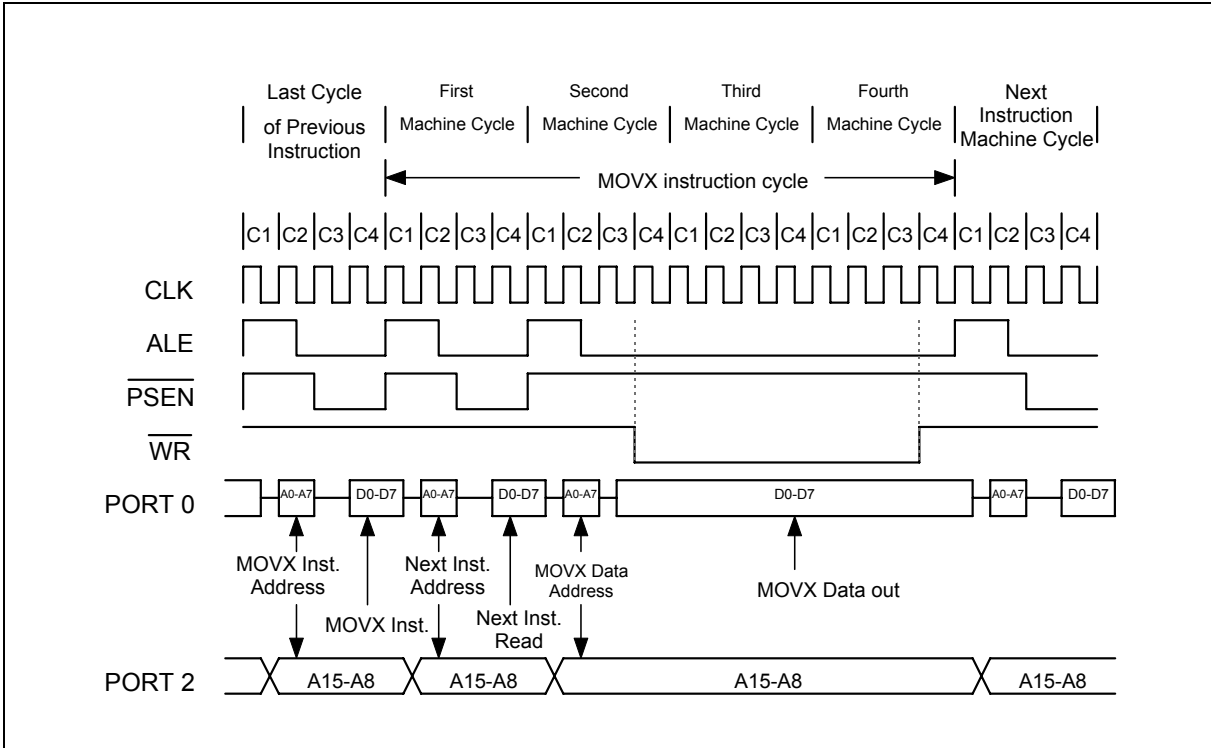 Last Cycle
of Previous
Instruction
First
Machine Cycle
Second
Machine Cycle
Third
Machine Cycle
Fourth
Machine Cycle
Next
Instruction
Machine Cycle
MOVX instruction cycle
C1 C2 C3 C4 C1 C2 C3 C4 C1 C2 C3 C4 C1 C2 C3 C4 C1 C2 C3 C4 C1 C2 C3 C4
CLK
ALE
PSEN
WR
PORT 0
A0-A7 D0-D7 A0-A7 D0-D7 A0-A7 D0-D7 A0-A7 D0-D7
MOVX Inst.
Address
MOVX Inst.
Next Inst.
Address
Next Inst.
Read
MOVX Data
Address
MOVX Data out
PORT 2
A15-A8 A15-A8 A15-A8 A15-A8